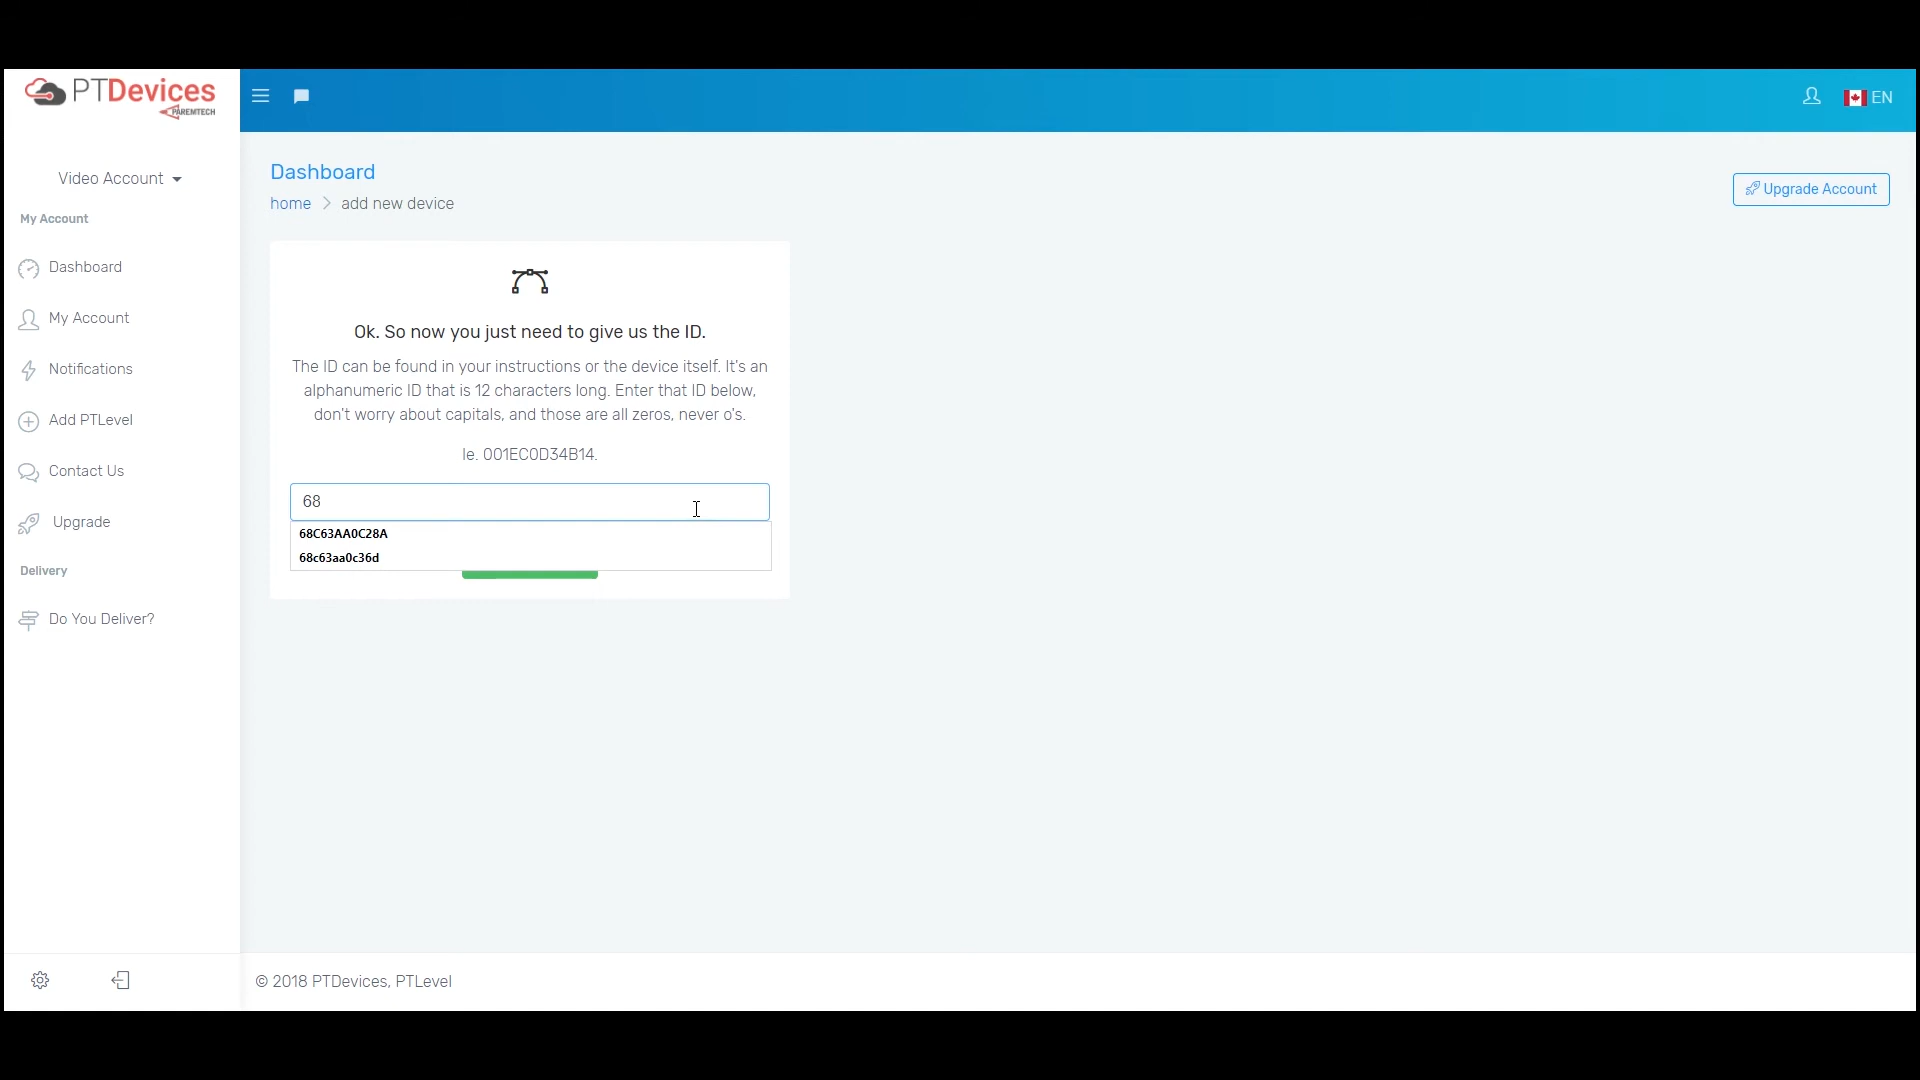 PTDevices
PAREMTECH
EN
Video Account
My Account
Dashboard
My Account
Notifications
Add PTLevel
Contact Us
Upgrade
Delivery
Do You Deliver?
Dashboard
home > add new device
Upgrade Account
Ok. So now you just need to give us the ID.
The ID can be found in your instructions or the device itself. It's an
alphanumeric ID that is 12 characters long. Enter that ID below,
don't worry about capitals, and those are all zeros, never o's.
Ie. 001EC0D34B14.
68
68C63AA0C28A
68c63aa0c36d
© 2018 PTDevices, PTLevel